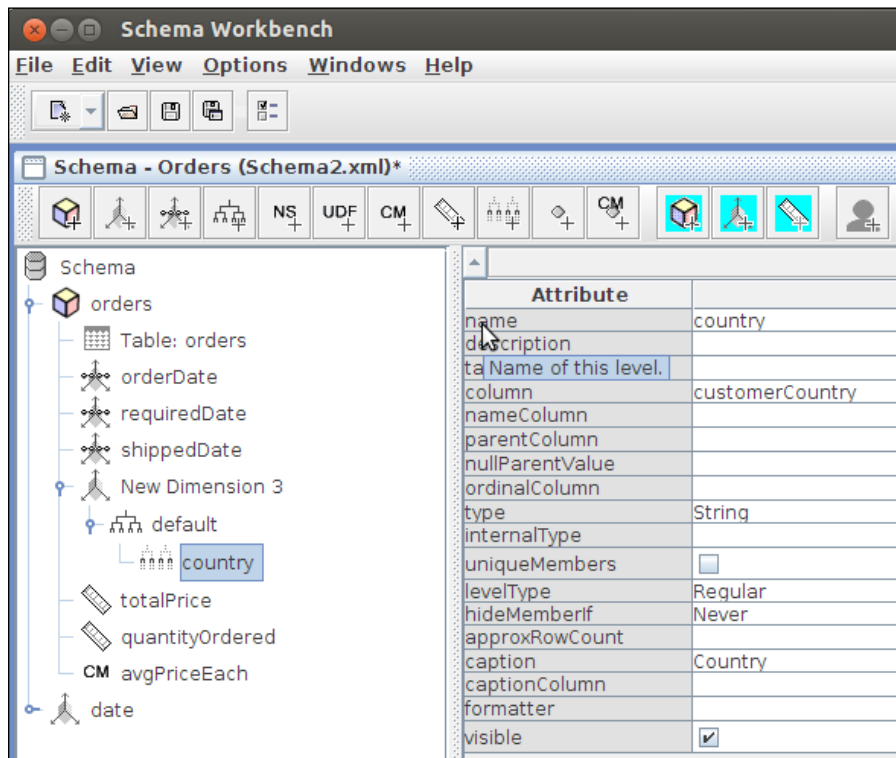 Schema Workbench
File Edit View Options Windows Help
Schema - Orders (Schema2.xml)*
NS UDF CM CM
Schema
orders
Table: orders
orderDate
requiredDate
shippedDate
New Dimension 3
default
country
totalPrice
quantityOrdered
CM avgPriceEach
date
Attribute
name country
description
ta Name of this level.
column customerCountry
nameColumn
parentColumn
nullParentValue
ordinalColumn
type String
internalType
uniqueMembers
levelType Regular
hideMemberIf Never
approxRowCount
caption Country
captionColumn
formatter
visible